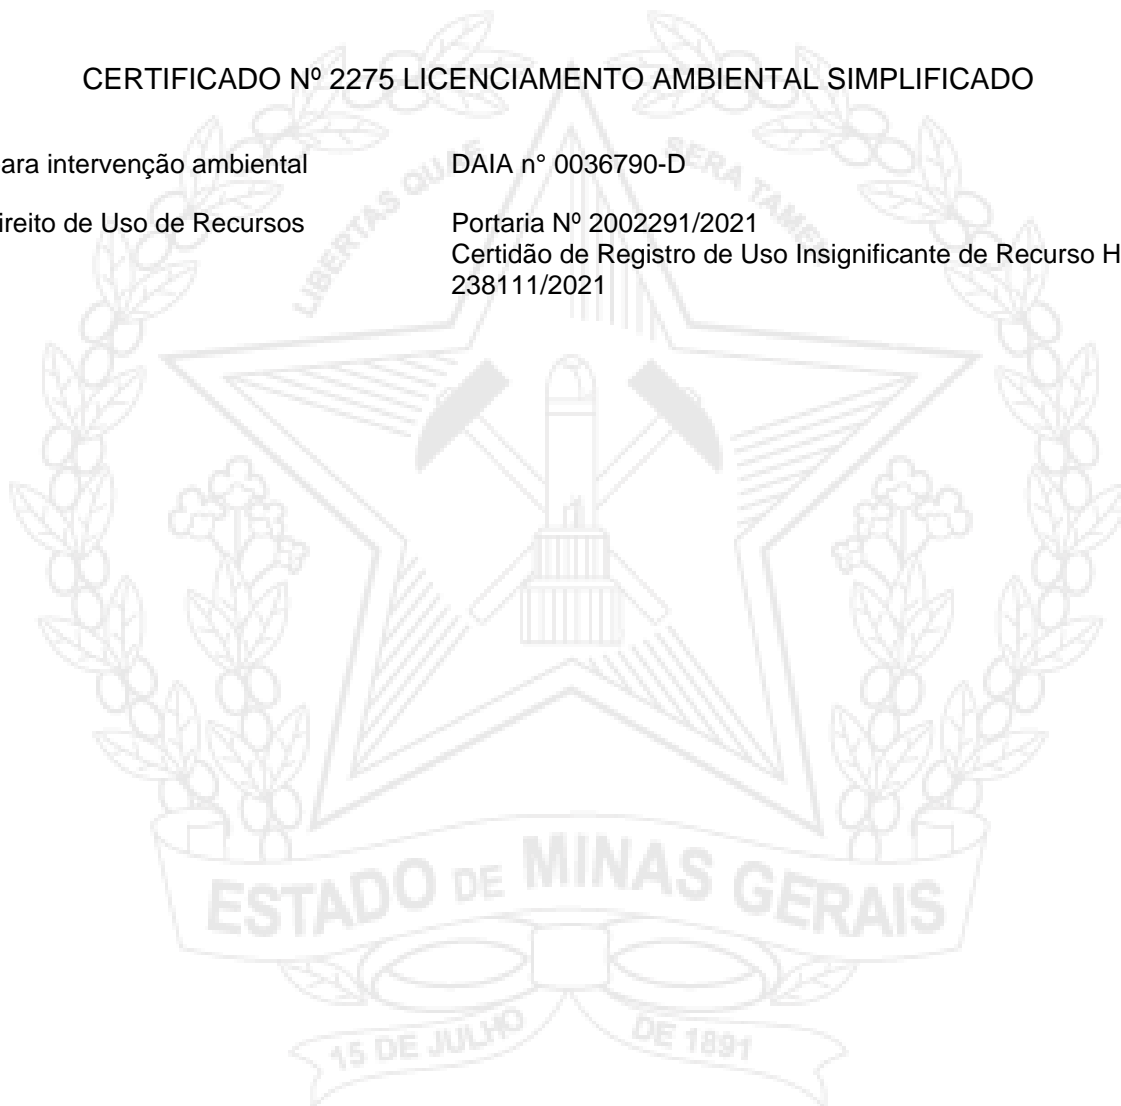 CERTIFICADO Nº 2275 LICENCIAMENTO AMBIENTAL SIMPLIFICADO
ara intervenção ambiental DAIA n° 0036790-D
ireito de Uso de Recursos Portaria Nº 2002291/2021
Certidão de Registro de Uso Insignificante de Recurso H
238111/2021
LIBERTAS QUÆ SERA TAMEN
ESTADO DE MINAS GERAIS
15 DE JULHO DE 1891